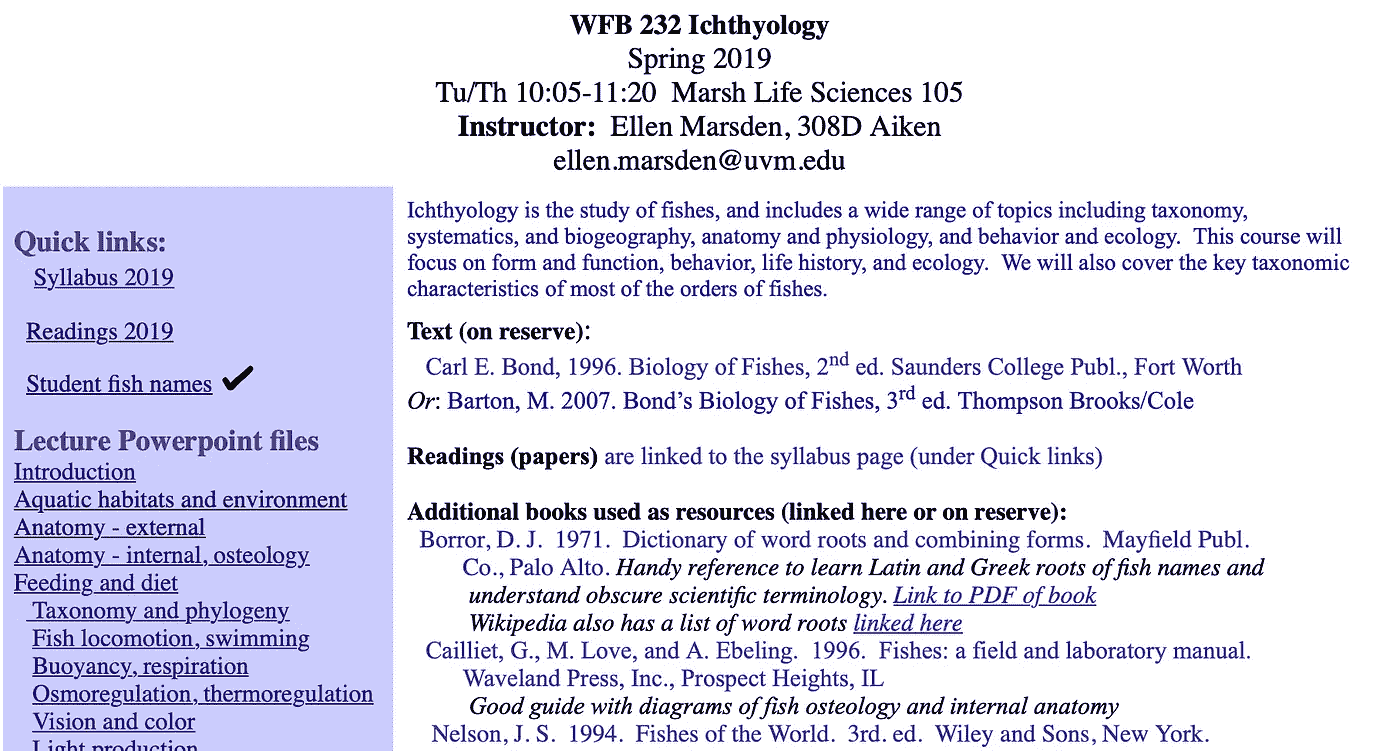 WFB 232 Ichthyology
Spring 2019
Tu/Th 10:05-11:20 Marsh Life Sciences 105
Instructor: Ellen Marsden, 308D Aiken
ellen.marsden@uvm.edu
Quick links:
Syllabus 2019
Readings 2019
Student fish names ✔
Lecture Powerpoint files
Introduction
Aquatic habitats and environment
Anatomy - external
Anatomy - internal, osteology
Feeding and diet
Taxonomy and phylogeny
Fish locomotion, swimming
Buoyancy, respiration
Osmoregulation, thermoregulation
Vision and color
Light production
Ichthyology is the study of fishes, and includes a wide range of topics including taxonomy,
systematics, and biogeography, anatomy and physiology, and behavior and ecology. This course will
focus on form and function, behavior, life history, and ecology. We will also cover the key taxonomic
characteristics of most of the orders of fishes.
Text (on reserve):
Carl E. Bond, 1996. Biology of Fishes, 2nd ed. Saunders College Publ., Fort Worth
Or: Barton, M. 2007. Bond's Biology of Fishes, 3rd ed. Thompson Brooks/Cole
Readings (papers) are linked to the syllabus page (under Quick links)
Additional books used as resources (linked here or on reserve):
Borror, D. J. 1971. Dictionary of word roots and combining forms. Mayfield Publ.
Co., Palo Alto. Handy reference to learn Latin and Greek roots of fish names and
understand obscure scientific terminology. Link to PDF of book
Wikipedia also has a list of word roots linked here
Cailliet, G., M. Love, and A. Ebeling. 1996. Fishes: a field and laboratory manual.
Waveland Press, Inc., Prospect Heights, IL
Good guide with diagrams of fish osteology and internal anatomy
Nelson, J. S. 1994. Fishes of the World. 3rd. ed. Wiley and Sons, New York.